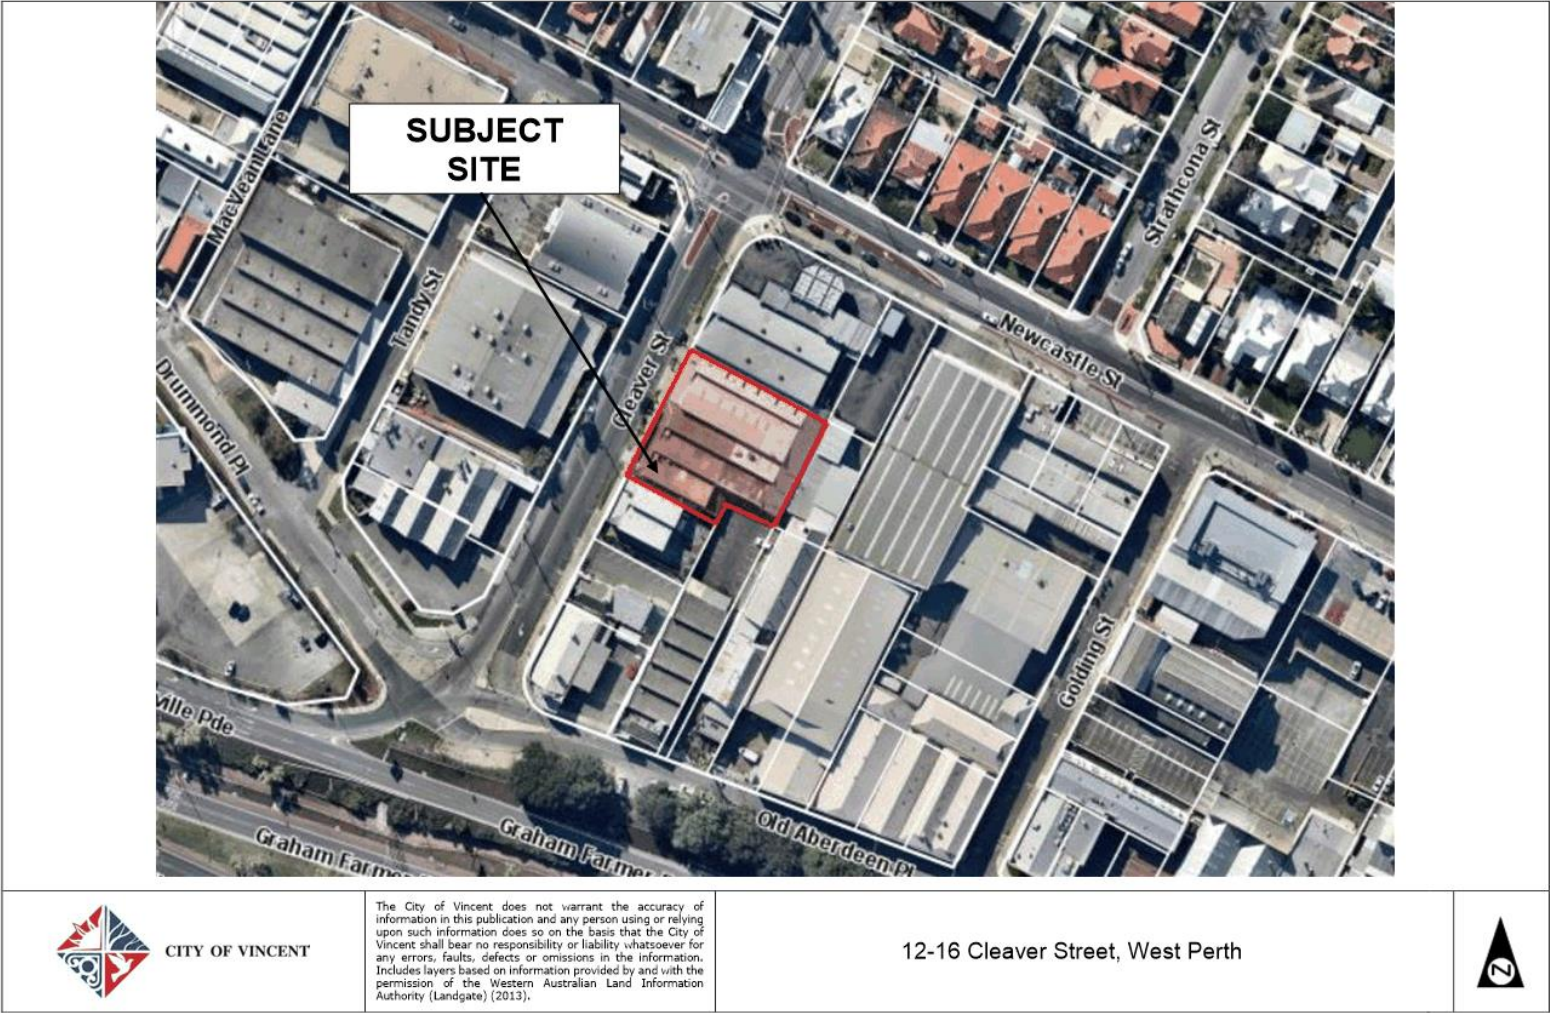 SUBJECT
SITE
MacVeanLane
Tandy St
Drummond Pl
Cleaver St
Strathcona St
Newcastle St
Golding St
ville Pde
Old Aberdeen Pl
Graham Farmer
Graham Farmer
CITY OF VINCENT
The City of Vincent does not warrant the accuracy of
information in this publication and any person using or relying
upon such information does so on the basis that the City of
Vincent shall bear no responsibility or liability whatsoever for
any errors, faults, defects or omissions in the information.
Includes layers based on information provided by and with the
permission of the Western Australian Land Information
Authority (Landgate) (2013).
12-16 Cleaver Street, West Perth
N